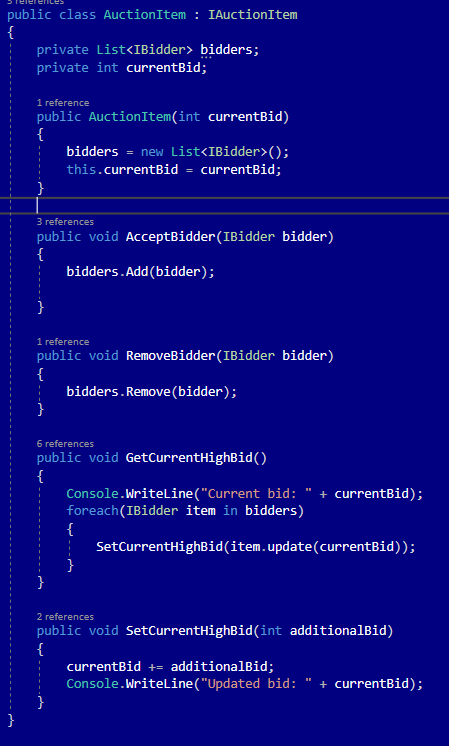 3 references
public class AuctionItem : IAuctionItem
{
private List<IBidder> bidders;
private int currentBid;
1 reference
public AuctionItem(int currentBid)
{
bidders = new List<IBidder>();
this.currentBid = currentBid;
}
3 references
public void AcceptBidder(IBidder bidder)
{
bidders.Add(bidder);
}
1 reference
public void RemoveBidder(IBidder bidder)
{
bidders.Remove(bidder);
}
6 references
public void GetCurrentHighBid()
{
Console.WriteLine("Current bid: " + currentBid);
foreach(IBidder item in bidders)
{
SetCurrentHighBid(item.update(currentBid));
}
}
2 references
public void SetCurrentHighBid(int additionalBid)
{
currentBid += additionalBid;
Console.WriteLine("Updated bid: " + currentBid);
}
}